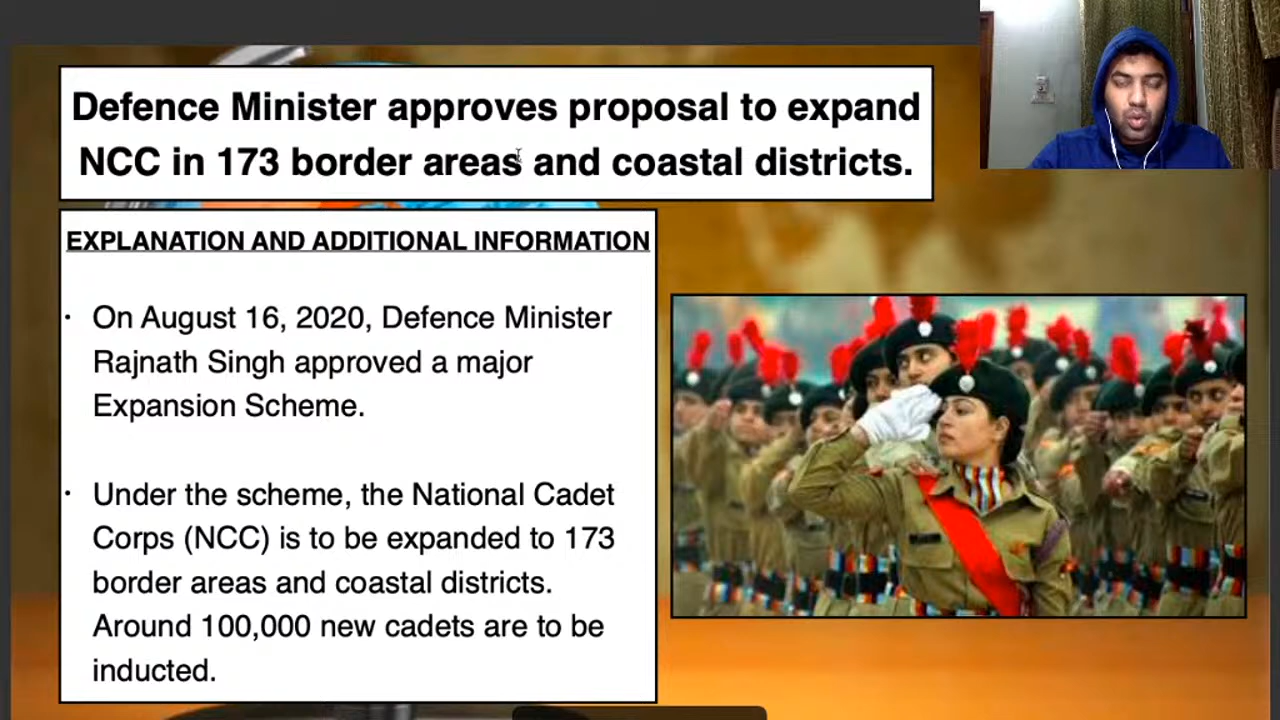 Defence Minister approves proposal to expand
NCC in 173 border areas and coastal districts.
EXPLANATION AND ADDITIONAL INFORMATION
· On August 16, 2020, Defence Minister
Rajnath Singh approved a major
Expansion Scheme.
· Under the scheme, the National Cadet
Corps (NCC) is to be expanded to 173
border areas and coastal districts.
Around 100,000 new cadets are to be
inducted.